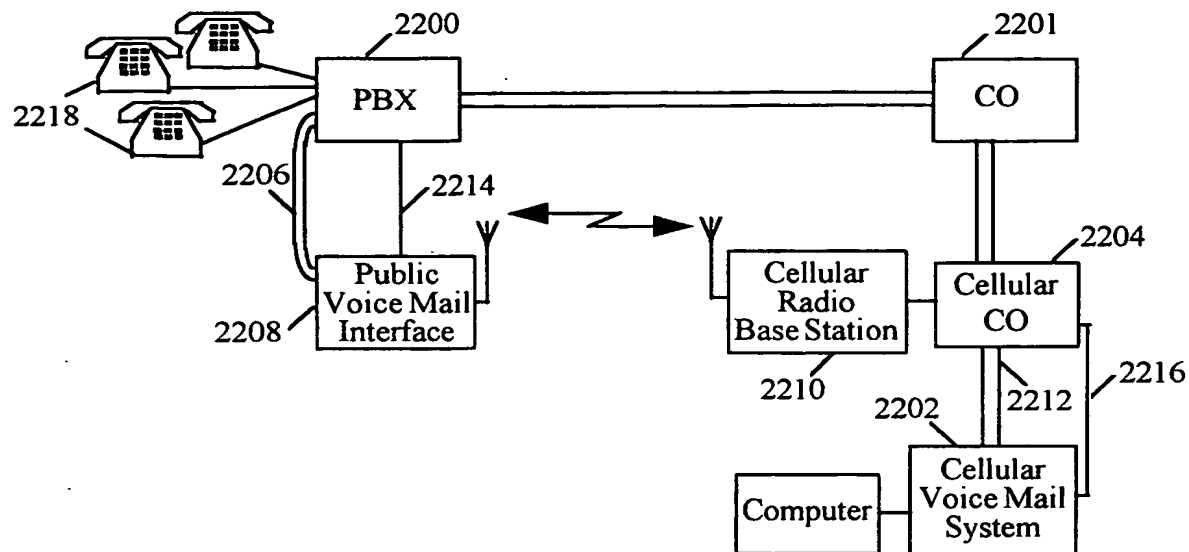 2200
2201
PBX
CO
2218
2206
2214
2204
Public
Voice Mail
Interface
2208
Cellular
Radio
Base Station
Cellular
CO
2210
2216
2202
2212
Computer
Cellular
Voice Mail
System